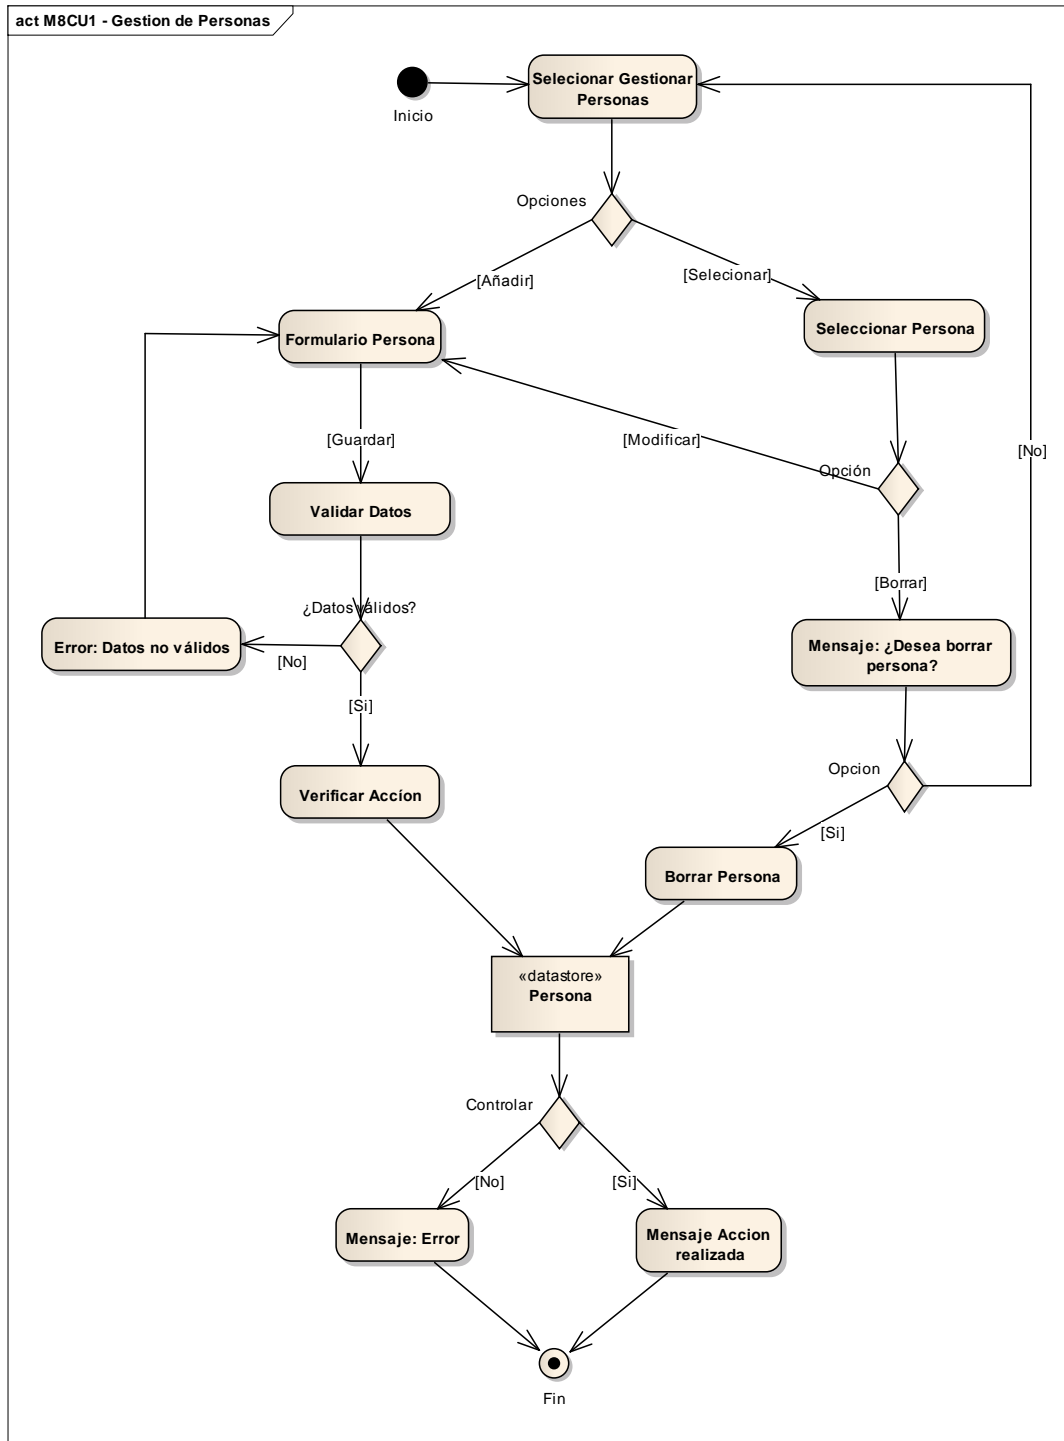 act M8CU1 - Gestion de Personas
Inicio
Selecionar Gestionar
Personas
Opciones
[Añadir]
[Selecionar]
Formulario Persona
Seleccionar Persona
[Guardar]
[Modificar]
[No]
Opción
Validar Datos
[Borrar]
¿Datos válidos?
Error: Datos no válidos
[No]
Mensaje: ¿Desea borrar
persona?
[Si]
Verificar Accíon
Opcion
[Si]
Borrar Persona
«datastore»
Persona
Controlar
[No]
[Si]
Mensaje: Error
Mensaje Accion
realizada
Fin